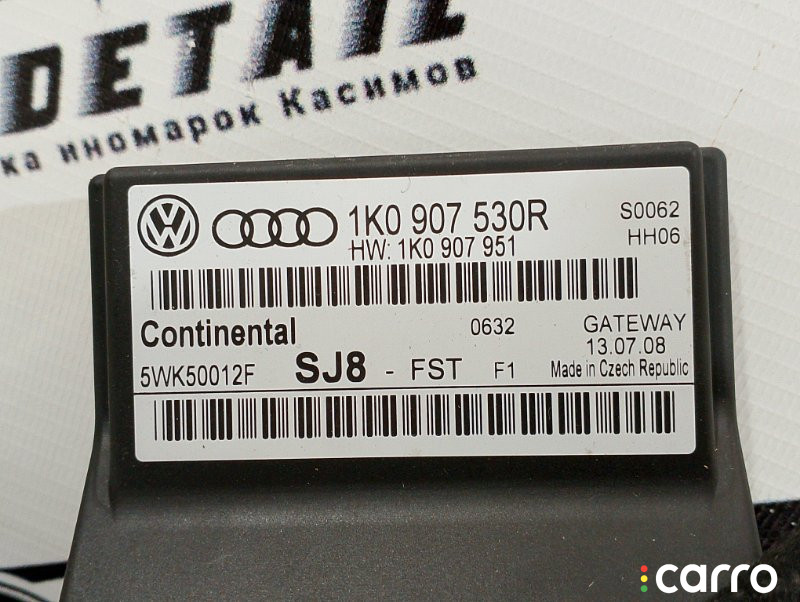 DETAIL
ка иномарок Касимов
1K0 907 530R
S0062
HW: 1K0 907 951
HH06
Continental
0632
GATEWAY
13.07.08
5WK50012F
SJ8 - FST
F1
Made in Czech Republic
carro